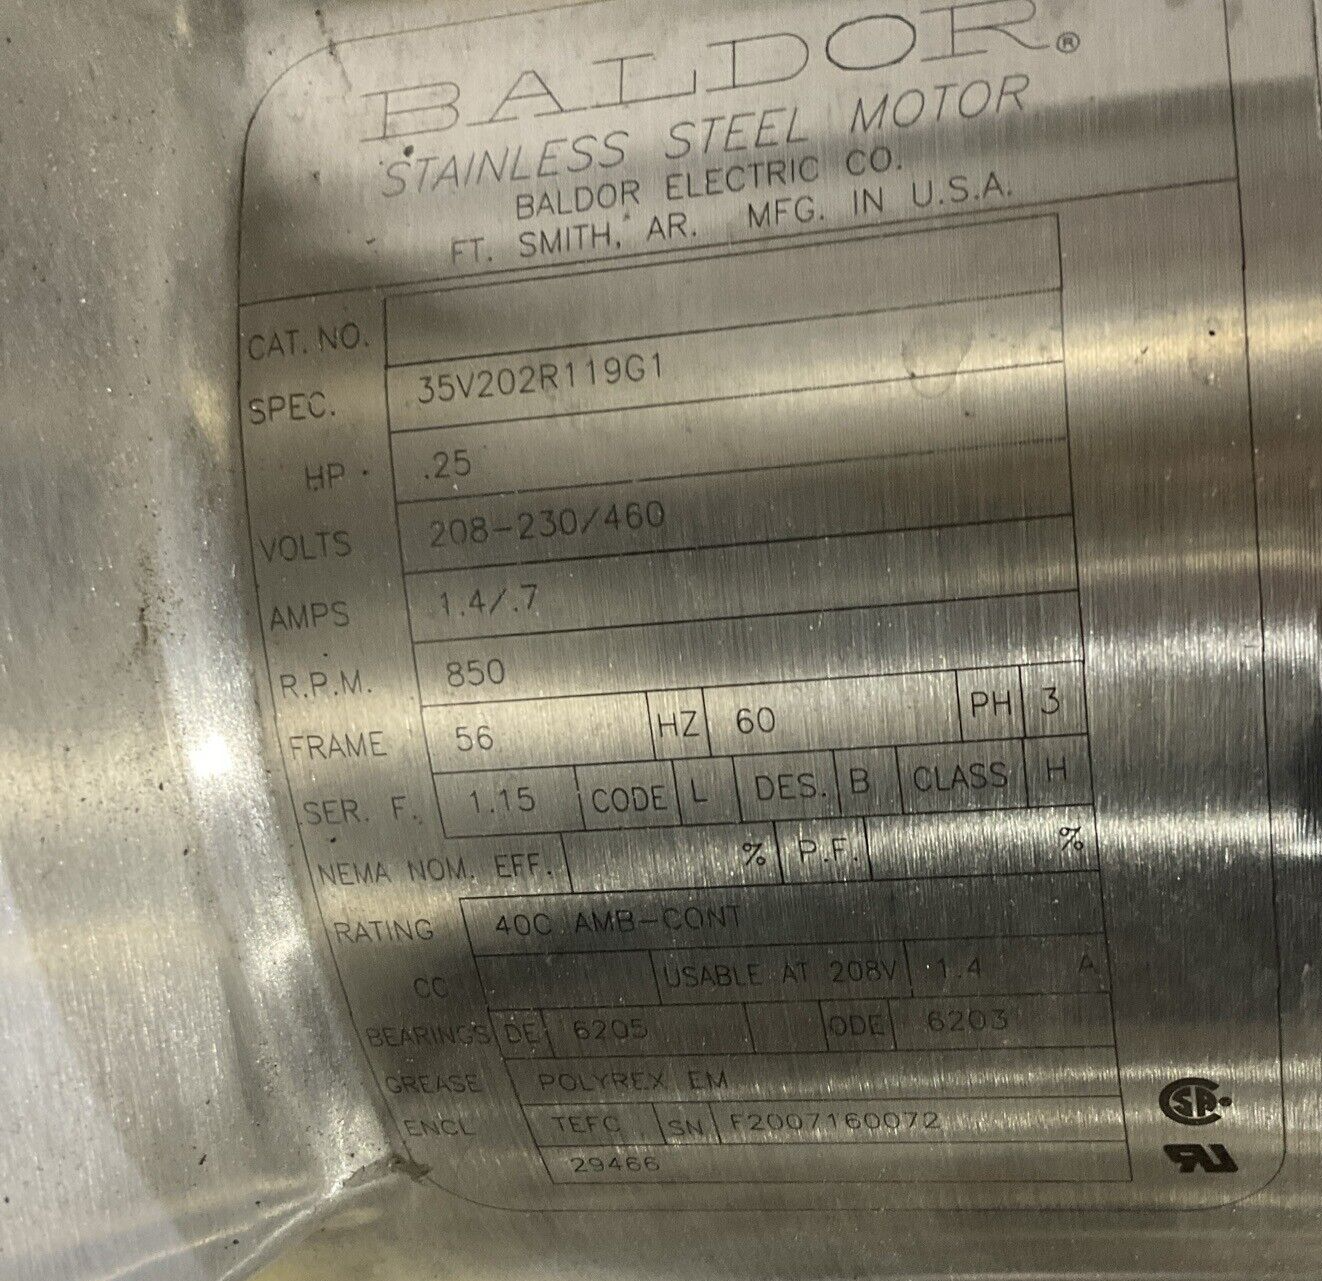 BALDOR®
STAINLESS STEEL MOTOR
BALDOR ELECTRIC CO.
FT. SMITH, AR. MFG. IN U.S.A.
CAT. NO.
SPEC. 35V202R119G1
HP .25
VOLTS 208-230/460
AMPS 1.4/.7
R.P.M. 850
FRAME 56 HZ 60 PH 3
SER. F. 1.15 CODE L DES. B CLASS H
NEMA NOM. EFF. % P.F. %
RATING 40C AMB-CONT
CC USABLE AT 208V 1.4 A
BEARINGS DE 6205 ODE 6203
GREASE POLYREX EM
ENCL TEFC SN F2007160072
29466